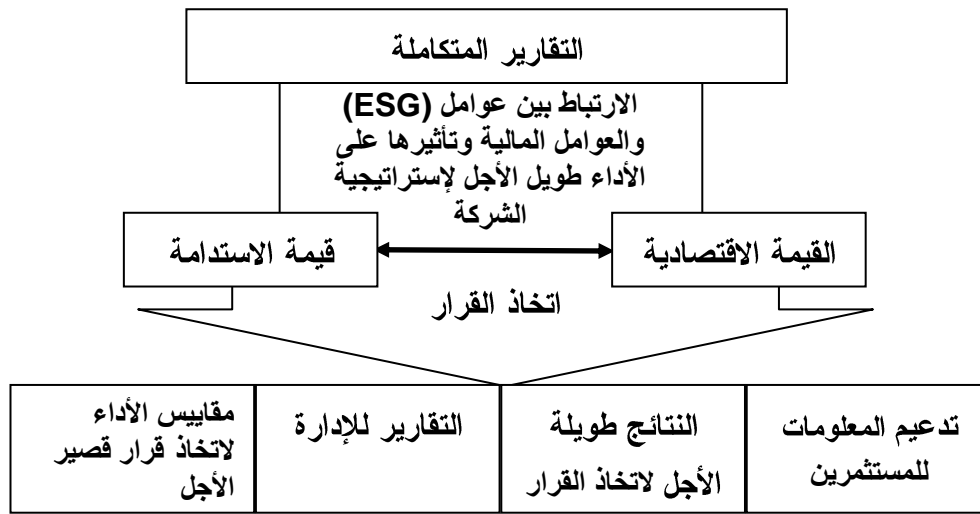 التقارير المتكاملة
الارتباط بين عوامل (ESG)
والعوامل المالية وتأثيرها على
الأداء طويل الأجل لإستراتيجية
الشركة
القيمة الاقتصادية
قيمة الاستدامة
اتخاذ القرار
تدعيم المعلومات
للمستثمرين
النتائج طويلة
الأجل لاتخاذ القرار
التقارير للإدارة
مقاييس الأداء
لاتخاذ قرار قصير
الأجل